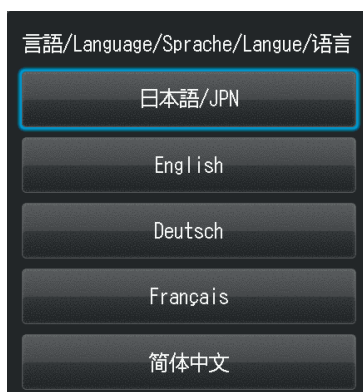 言語/Language/Sprache/Langue/语言
日本語/JPN
English
Deutsch
Français
简体中文